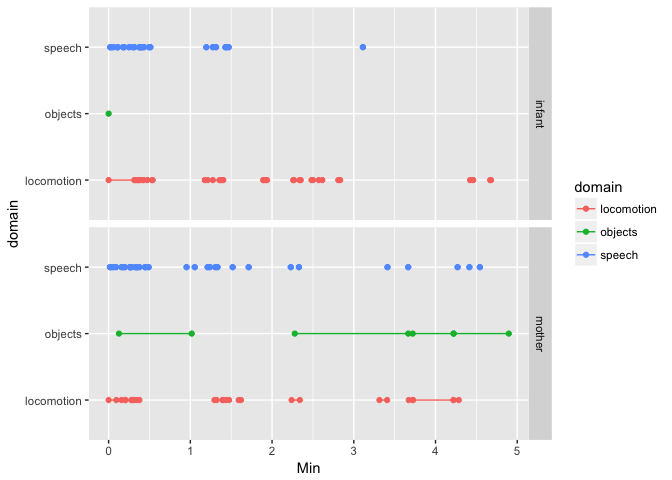 speech
objects
locomotion
infant
speech
objects
locomotion
mother
0 1 2 3 4 5
Min
domain
domain
locomotion
objects
speech